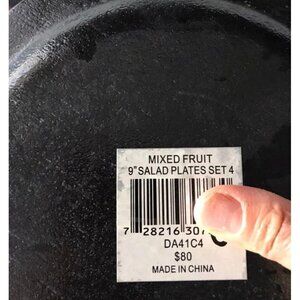 MIXED FRUIT
9" SALAD PLATES SET 4
7 28216 307
DA41C4
$80
MADE IN CHINA